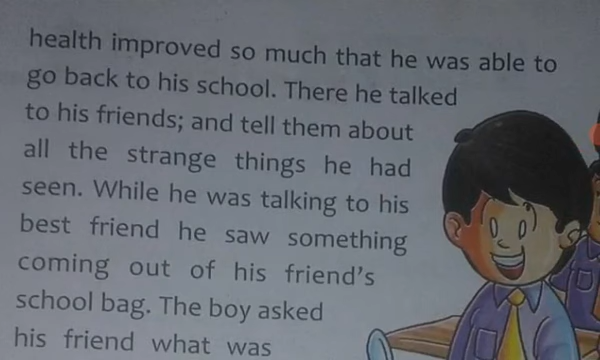 health improved so much that he was able to
go back to his school. There he talked
to his friends; and tell them about
all the strange things he had
seen. While he was talking to his
best friend he saw something
coming out of his friend's
school bag. The boy asked
his friend what was